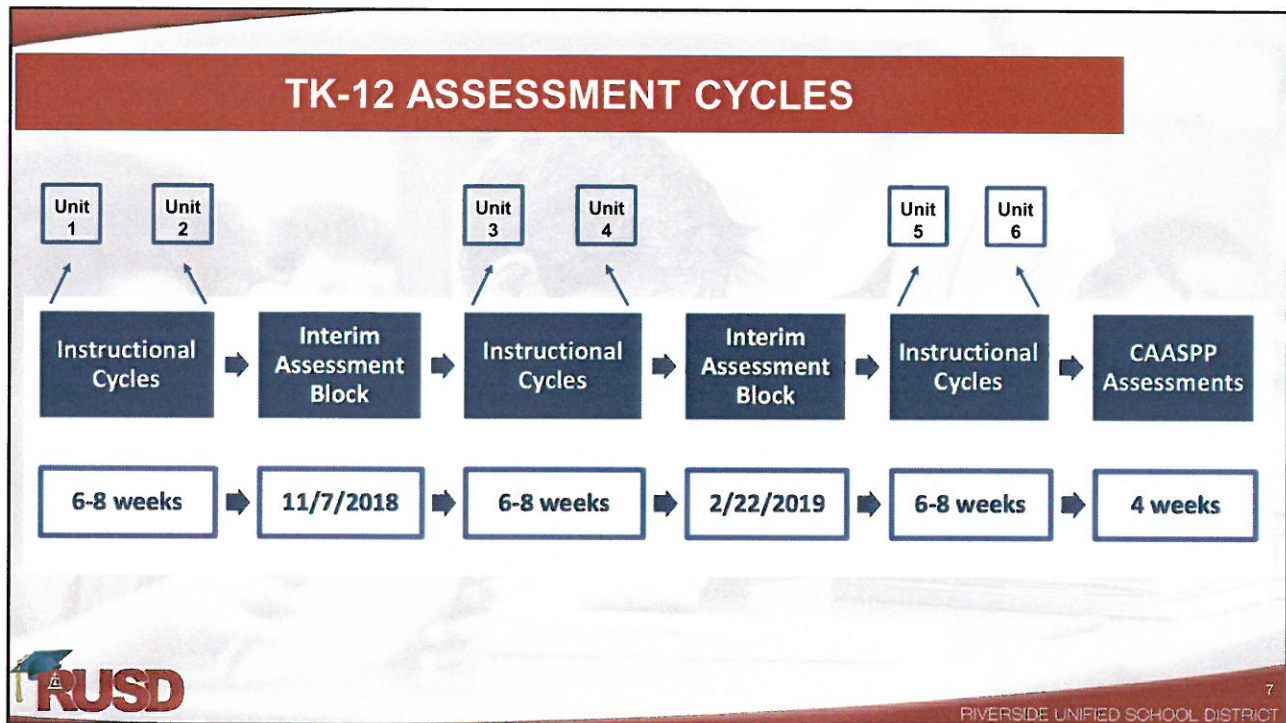 TK-12 ASSESSMENT CYCLES
Unit
1
Unit
2
Unit
3
Unit
4
Unit
5
Unit
6
Instructional
Cycles
Interim
Assessment
Block
Instructional
Cycles
Interim
Assessment
Block
Instructional
Cycles
CAASPP
Assessments
6-8 weeks
11/7/2018
6-8 weeks
2/22/2019
6-8 weeks
4 weeks
RUSD
7
RIVERSIDE UNIFIED SCHOOL DISTRICT